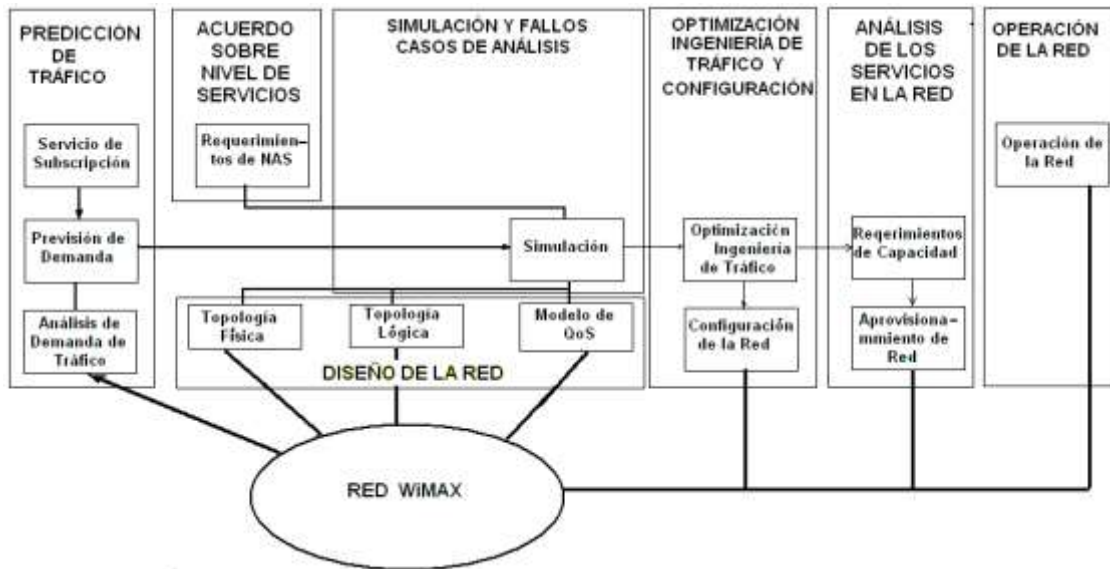 PREDICCION
DE
TRÁFICO
Servicio de
Subscripción
Previsión de
Demanda
Análisis de
Demanda de
Tráfico
ACUERDO
SOBRE
NIVEL DE
SERVICIOS
Requerimien-
tos de NAS
SIMULACIÓN Y FALLOS
CASOS DE ANÁLISIS
Simulación
Topología
Física
Topología
Lógica
Modelo de
QoS
DISEÑO DE LA RED
OPTIMIZACIÓN
INGENIERÍA DE
TRÁFICO Y
CONFIGURACIÓN
Optimización
Ingeniería
de Tráfico
Configuración
de la Red
ANÁLISIS
DE LOS
SERVICIOS
EN LA RED
Reqerimientos
de Capacidad
Aprovisiona-
mmiento de
Red
OPERACIÓN
DE LA RED
Operación de
la Red
RED WiMAX